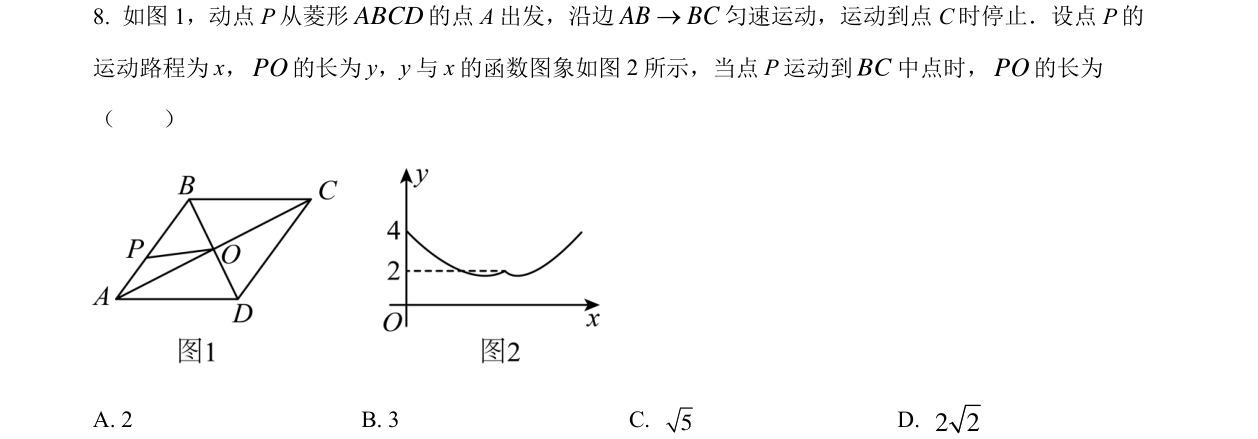 8. 如图 1，动点 P 从菱形 ABCD 的点 A 出发，沿边 AB → BC 匀速运动，运动到点 C 时停止．设点 P 的
运动路程为 x， PO 的长为 y，y 与 x 的函数图象如图 2 所示，当点 P 运动到 BC 中点时， PO 的长为
（ ）
B
C
P
O
A
D
图1
y
4
2
O
x
图2
A. 2 B. 3 C. √5 D. 2√2